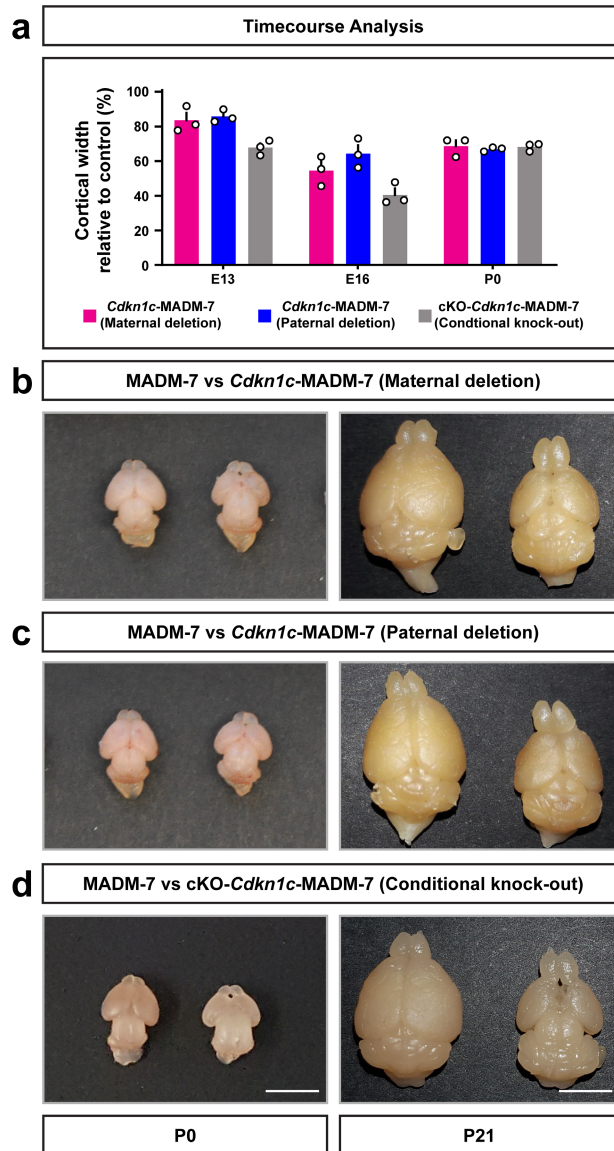 a
Timecourse Analysis
Cortical width
relative to control (%)
100
80
60
40
20
0
E13
E16
P0
Cdkn1c-MADM-7
(Maternal deletion)
Cdkn1c-MADM-7
(Paternal deletion)
cKO-Cdkn1c-MADM-7
(Condtional knock-out)
b
MADM-7 vs Cdkn1c-MADM-7 (Maternal deletion)
c
MADM-7 vs Cdkn1c-MADM-7 (Paternal deletion)
d
MADM-7 vs cKO-Cdkn1c-MADM-7 (Conditional knock-out)
P0
P21